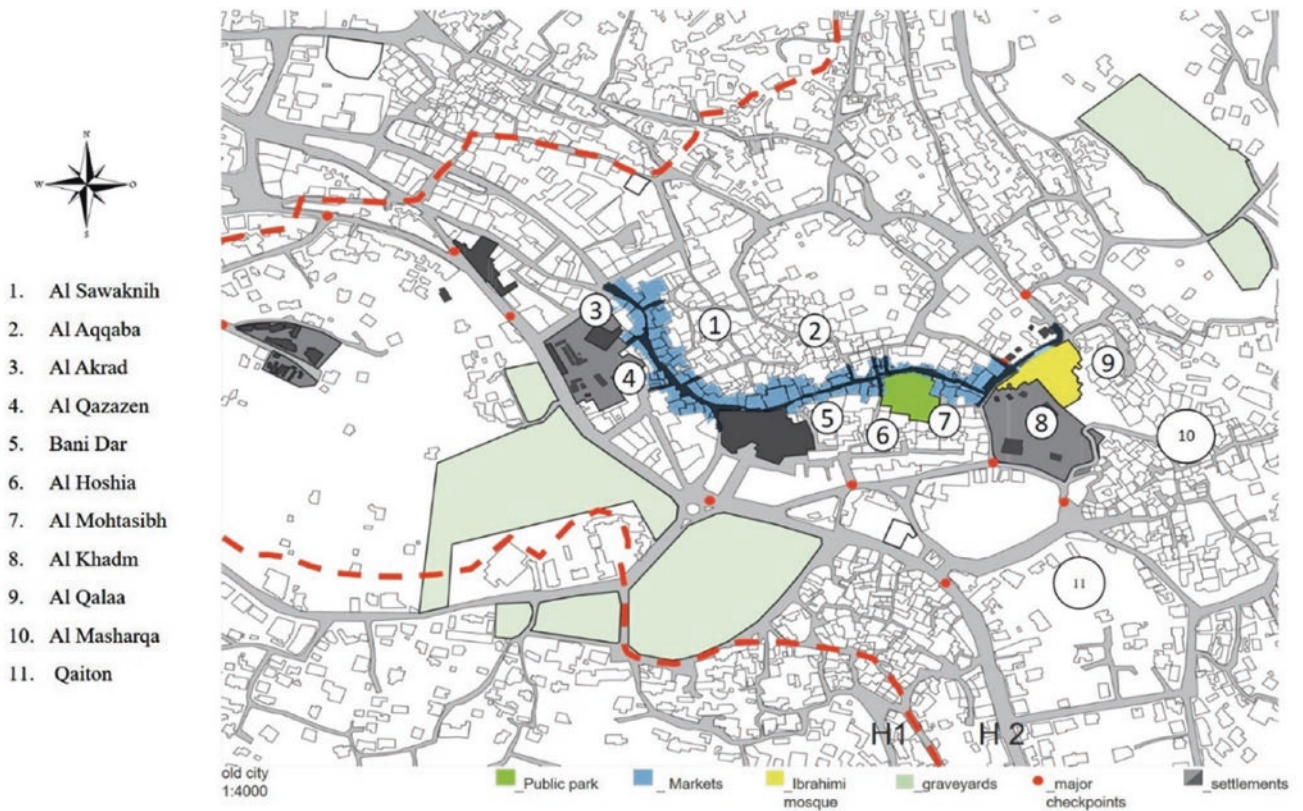 N
W
O
S
1. Al Sawaknih
2. Al Aqqaba
3. Al Akrad
4. Al Qazazen
5. Bani Dar
6. Al Hoshia
7. Al Mohtasibh
8. Al Khadm
9. Al Qalaa
10. Al Masharqa
11. Qaiton
1
2
3
4
5
6
7
8
9
10
11
H1
H 2
old city
1:4000
_Public park
_ Markets
_Ibrahimi
mosque
_graveyards
_major
checkpoints
_settlements